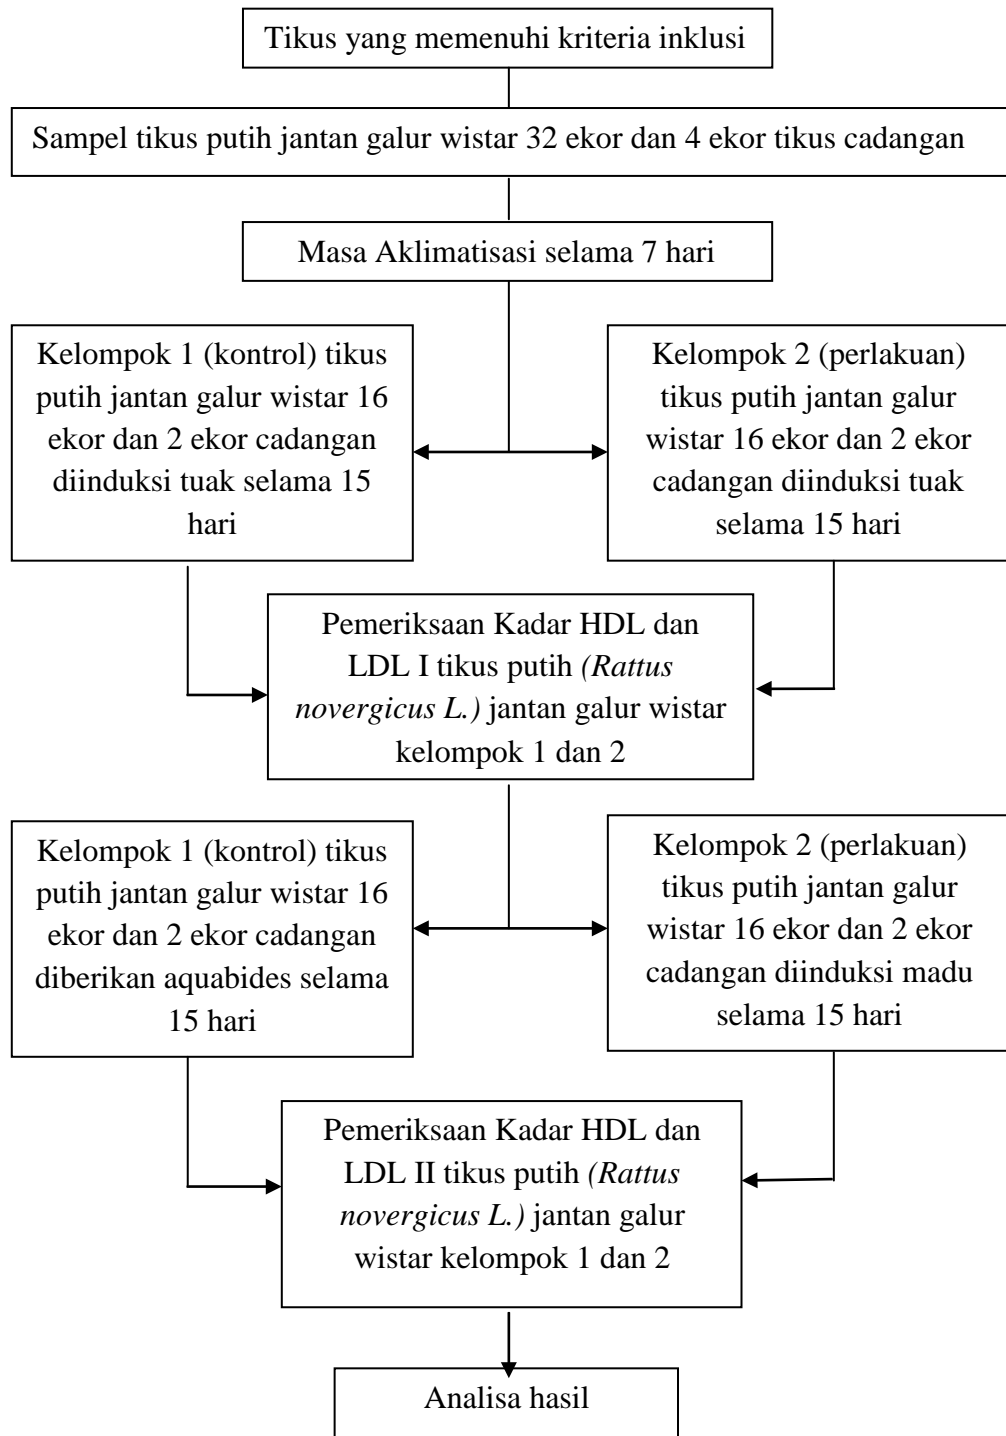 Tikus yang memenuhi kriteria inklusi
Sampel tikus putih jantan galur wistar 32 ekor dan 4 ekor tikus cadangan
Masa Aklimatisasi selama 7 hari
Kelompok 1 (kontrol) tikus
putih jantan galur wistar 16
ekor dan 2 ekor cadangan
diinduksi tuak selama 15
hari
Kelompok 2 (perlakuan)
tikus putih jantan galur
wistar 16 ekor dan 2 ekor
cadangan diinduksi tuak
selama 15 hari
Pemeriksaan Kadar HDL dan
LDL I tikus putih (Rattus
novergicus L.) jantan galur wistar
kelompok 1 dan 2
Kelompok 1 (kontrol) tikus
putih jantan galur wistar 16
ekor dan 2 ekor cadangan
diberikan aquabides selama
15 hari
Kelompok 2 (perlakuan)
tikus putih jantan galur
wistar 16 ekor dan 2 ekor
cadangan diinduksi madu
selama 15 hari
Pemeriksaan Kadar HDL dan
LDL II tikus putih (Rattus
novergicus L.) jantan galur
wistar kelompok 1 dan 2
Analisa hasil